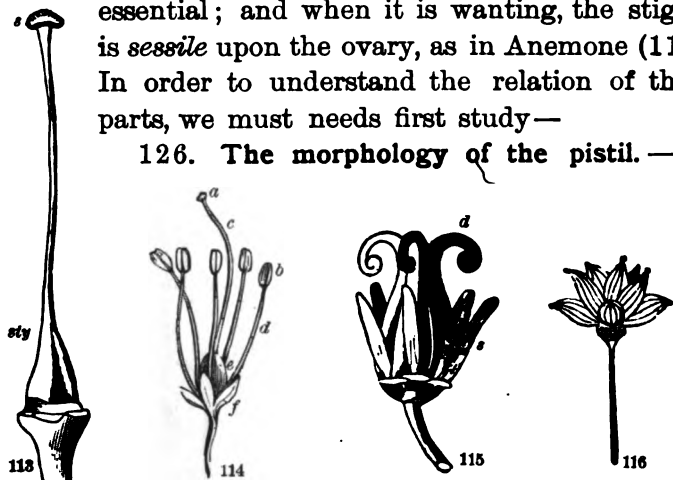 essential; and when it is wanting, the stig
is sessile upon the ovary, as in Anemone (11
In order to understand the relation of th
parts, we must needs first study—
126. The morphology of the pistil.—
s
sty
113
a
c
b
d
e
f
114
d
s
115
116